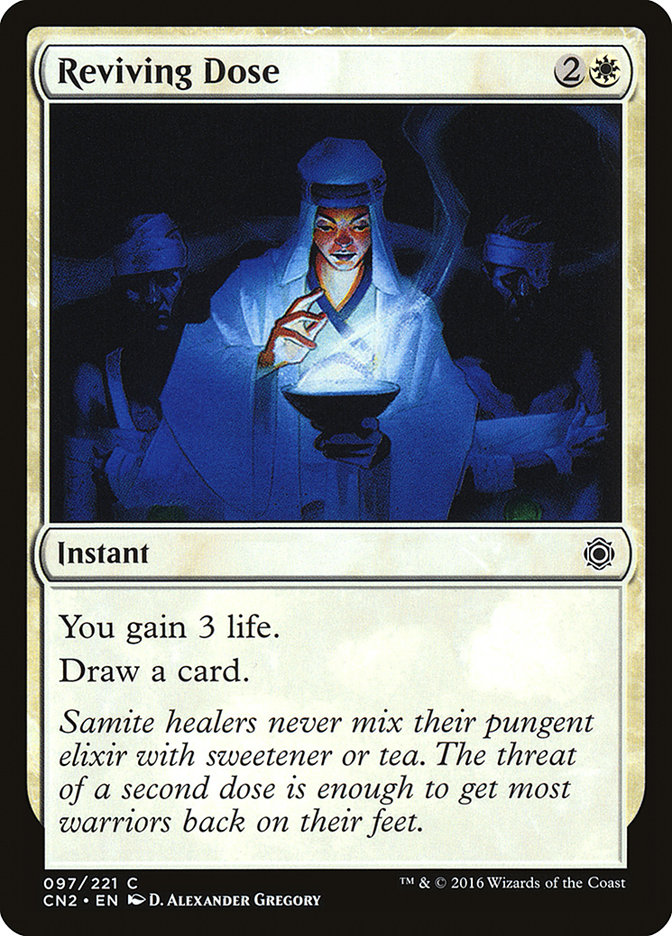 Reviving Dose 2
Instant
You gain 3 life.
Draw a card.
Samite healers never mix their pungent
elixir with sweetener or tea. The threat
of a second dose is enough to get most
warriors back on their feet.
097/221 C
CN2 • EN D. Alexander Gregory
™ & © 2016 Wizards of the Coast